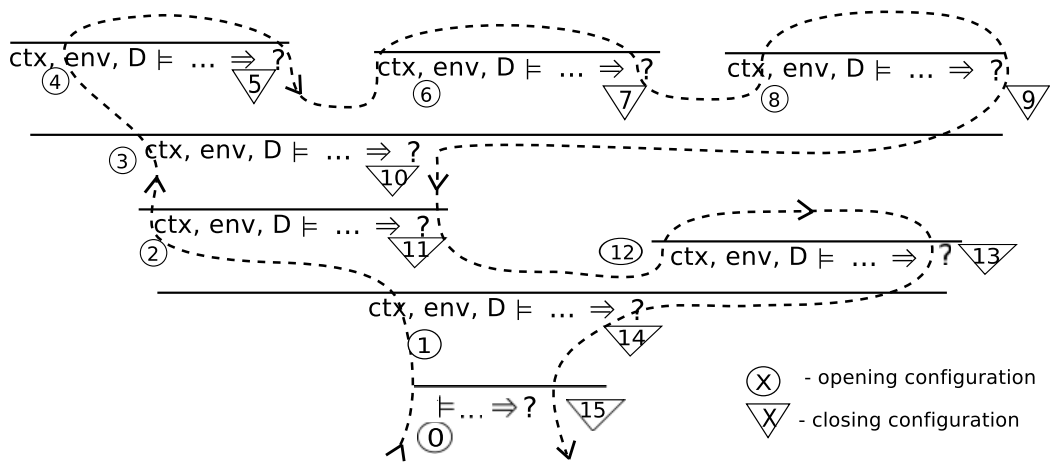 ctx, env, D ⊨ ... ⇒ ?
4
5
ctx, env, D ⊨ ... ⇒ ?
6
7
ctx, env, D ⊨ ... ⇒ ?
8
9
3
ctx, env, D ⊨ ... ⇒ ?
10
ctx, env, D ⊨ ... ⇒ ?
2
11
12
ctx, env, D ⊨ ... ⇒ ?
13
ctx, env, D ⊨ ... ⇒ ?
1
14
⊨... ⇒ ?
0
15
X - opening configuration
X - closing configuration